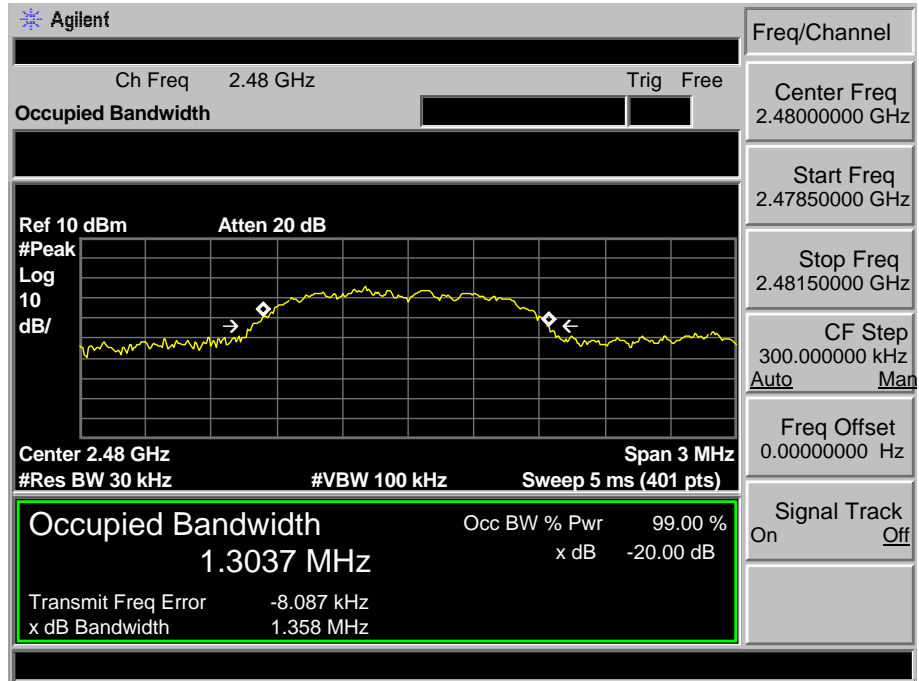 Agilent
Ch Freq 2.48 GHz Trig Free
Occupied Bandwidth
Ref 10 dBm Atten 20 dB
#Peak
Log
10
dB/
Center 2.48 GHz Span 3 MHz
#Res BW 30 kHz #VBW 100 kHz Sweep 5 ms (401 pts)
Occupied Bandwidth Occ BW % Pwr 99.00 %
1.3037 MHz x dB -20.00 dB
Transmit Freq Error -8.087 kHz
x dB Bandwidth 1.358 MHz
Freq/Channel
Center Freq
2.48000000 GHz
Start Freq
2.47850000 GHz
Stop Freq
2.48150000 GHz
CF Step
300.000000 kHz
Auto Man
Freq Offset
0.00000000 Hz
Signal Track
On Off